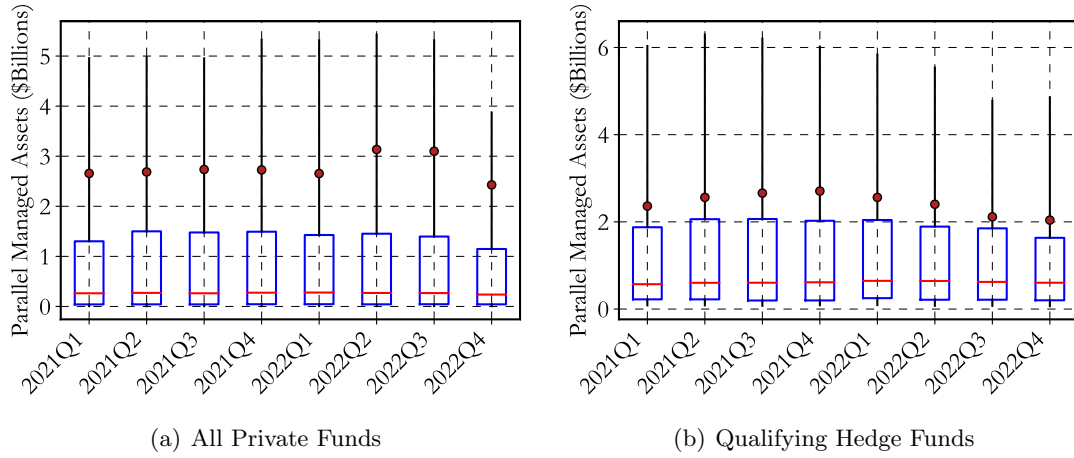 Parallel Managed Assets ($Billions)
5
4
3
2
1
0
2021Q1
2021Q2
2021Q3
2021Q4
2022Q1
2022Q2
2022Q3
2022Q4
(a) All Private Funds
Parallel Managed Assets ($Billions)
6
4
2
0
2021Q1
2021Q2
2021Q3
2021Q4
2022Q1
2022Q2
2022Q3
2022Q4
(b) Qualifying Hedge Funds